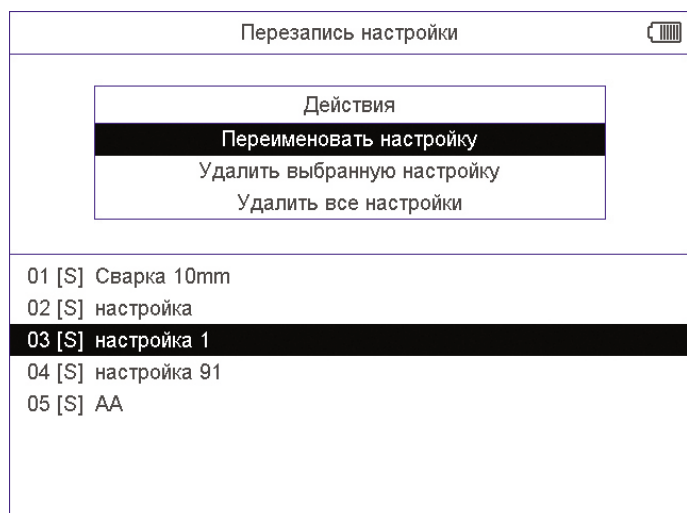 Перезапись настройки
Действия
Переименовать настройку
Удалить выбранную настройку
Удалить все настройки
01 [S] Сварка 10mm
02 [S] настройка
03 [S] настройка 1
04 [S] настройка 91
05 [S] АА